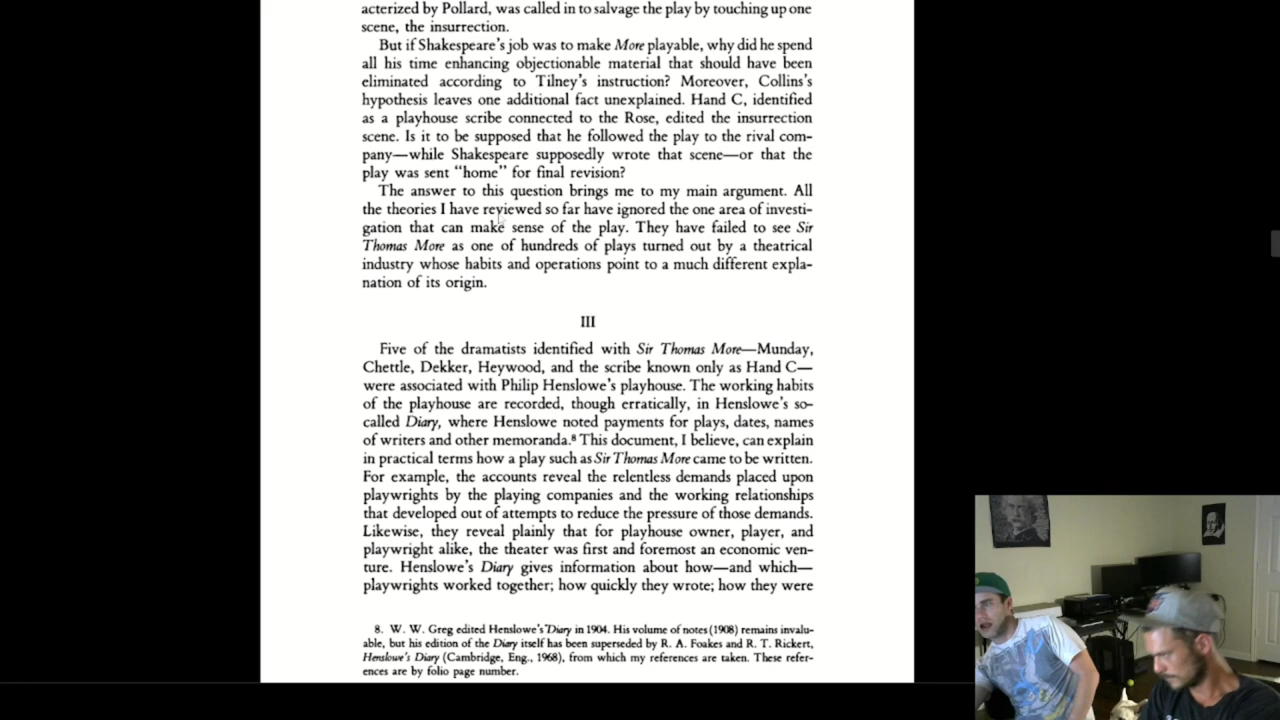 acterized by Pollard, was called in to salvage the play by touching up one
scene, the insurrection.
But if Shakespeare's job was to make More playable, why did he spend
all his time enhancing objectionable material that should have been
eliminated according to Tilney's instruction? Moreover, Collins's
hypothesis leaves one additional fact unexplained. Hand C, identified
as a playhouse scribe connected to the Rose, edited the insurrection
scene. Is it to be supposed that he followed the play to the rival com-
pany—while Shakespeare supposedly wrote that scene—or that the
play was sent "home" for final revision?
The answer to this question brings me to my main argument. All
the theories I have reviewed so far have ignored the one area of investi-
gation that can make sense of the play. They have failed to see Sir
Thomas More as one of hundreds of plays turned out by a theatrical
industry whose habits and operations point to a much different expla-
nation of its origin.
III
Five of the dramatists identified with Sir Thomas More—Munday,
Chettle, Dekker, Heywood, and the scribe known only as Hand C—
were associated with Philip Henslowe's playhouse. The working habits
of the playhouse are recorded, though erratically, in Henslowe's so-
called Diary, where Henslowe noted payments for plays, dates, names
of writers and other memoranda.⁸ This document, I believe, can explain
in practical terms how a play such as Sir Thomas More came to be written.
For example, the accounts reveal the relentless demands placed upon
playwrights by the playing companies and the working relationships
that developed out of attempts to reduce the pressure of those demands.
Likewise, they reveal plainly that for playhouse owner, player, and
playwright alike, the theater was first and foremost an economic ven-
ture. Henslowe's Diary gives information about how—and which—
playwrights worked together; how quickly they wrote; how they were
8. W. W. Greg edited Henslowe's Diary in 1904. His volume of notes (1908) remains invalu-
able, but his edition of the Diary itself has been superseded by R. A. Foakes and R. T. Rickert,
Henslowe's Diary (Cambridge, Eng., 1968), from which my references are taken. These refer-
ences are by folio page number.